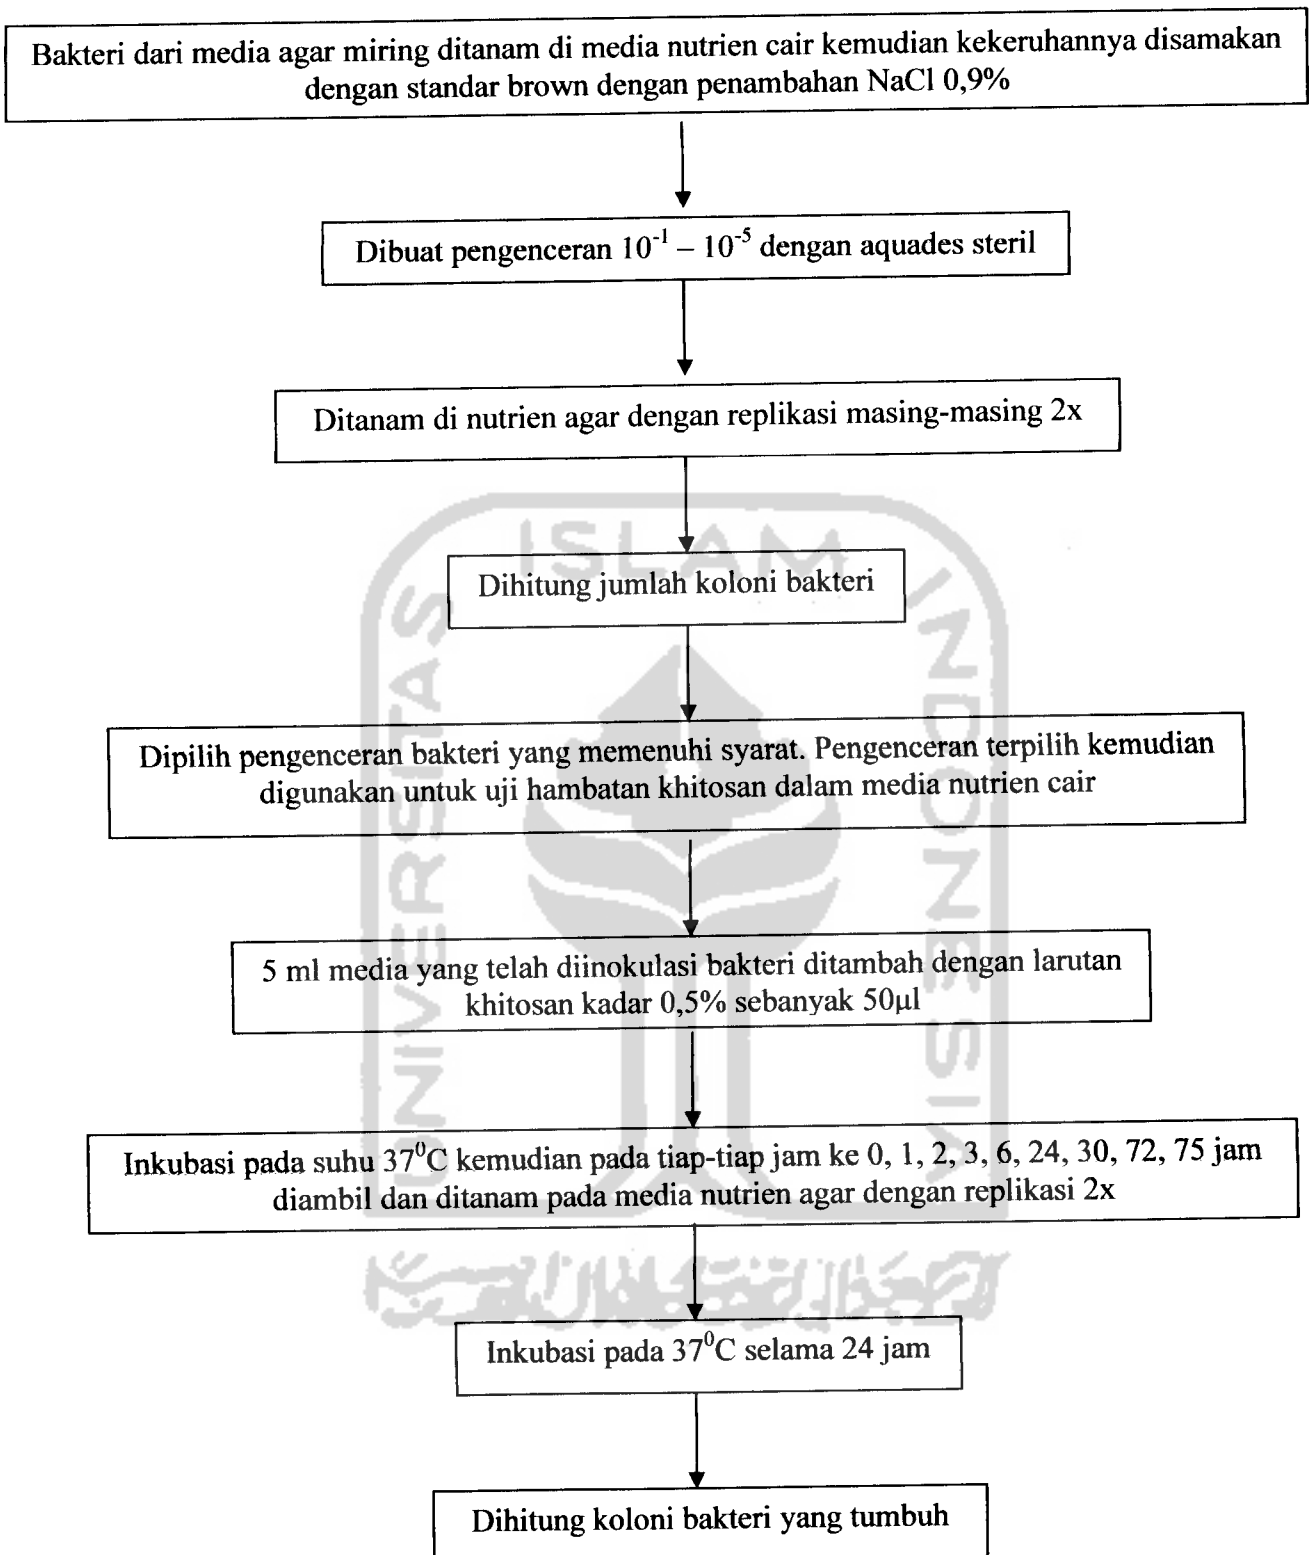 Bakteri dari media agar miring ditanam di media nutrien cair kemudian kekeruhannya disamakan
dengan standar brown dengan penambahan NaCl 0,9%
Dibuat pengenceran 10⁻¹ – 10⁻⁵ dengan aquades steril
Ditanam di nutrien agar dengan replikasi masing-masing 2x
ISLAM
Dihitung jumlah koloni bakteri
UNIVERSITAS
INDONESIA
Dipilih pengenceran bakteri yang memenuhi syarat. Pengenceran terpilih kemudian
digunakan untuk uji hambatan khitosan dalam media nutrien cair
5 ml media yang telah diinokulasi bakteri ditambah dengan larutan
khitosan kadar 0,5% sebanyak 50µl
Inkubasi pada suhu 37⁰C kemudian pada tiap-tiap jam ke 0, 1, 2, 3, 6, 24, 30, 72, 75 jam
diambil dan ditanam pada media nutrien agar dengan replikasi 2x
Inkubasi pada 37⁰C selama 24 jam
Dihitung koloni bakteri yang tumbuh